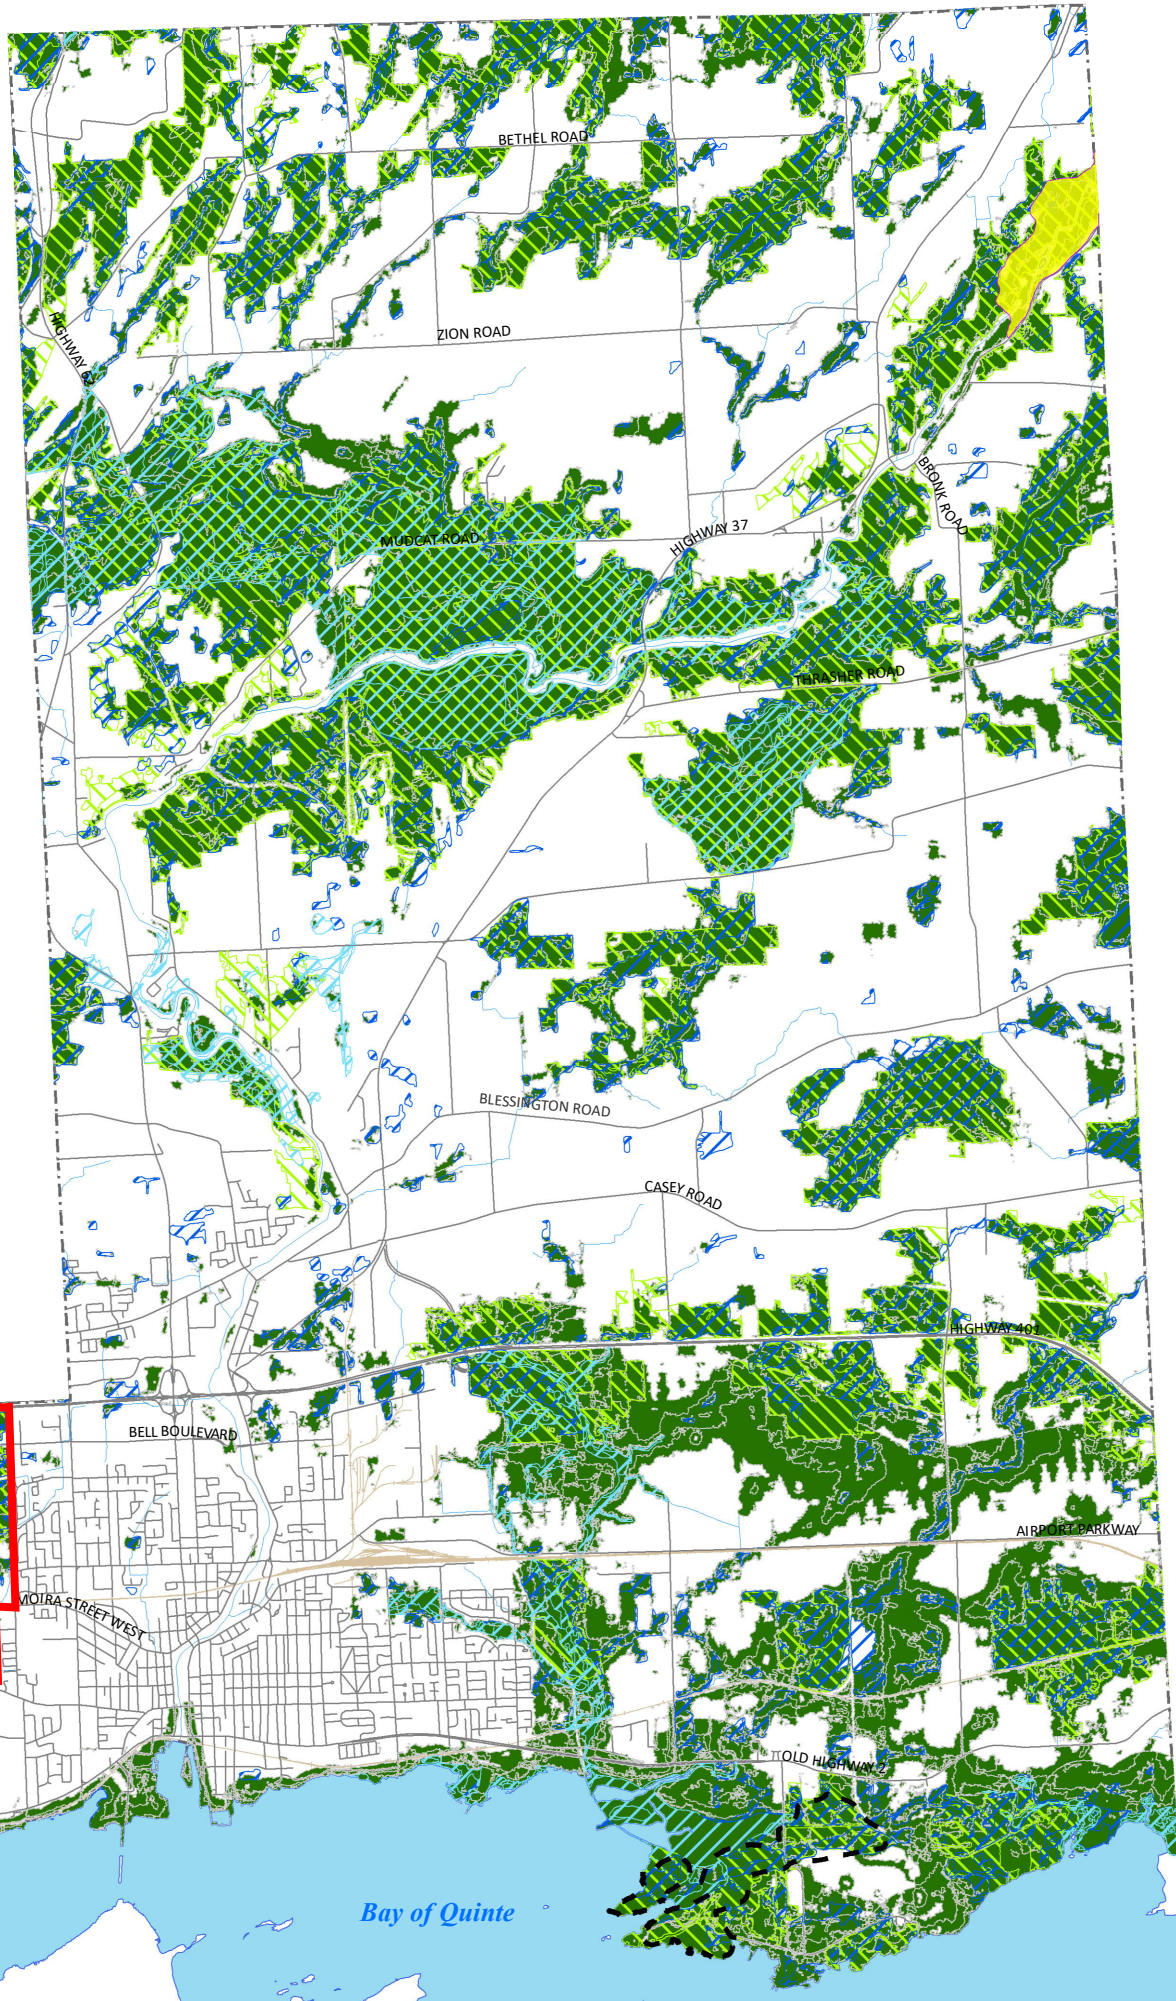 BETHEL ROAD
ZION ROAD
HIGHWAY 62
MUDCAT ROAD
HIGHWAY 37
BRONK ROAD
THRASHER ROAD
BLESSINGTON ROAD
CASEY ROAD
HIGHWAY 401
BELL BOULEVARD
AIRPORT PARKWAY
MOIRA STREET WEST
OLD HIGHWAY 2
Bay of Quinte